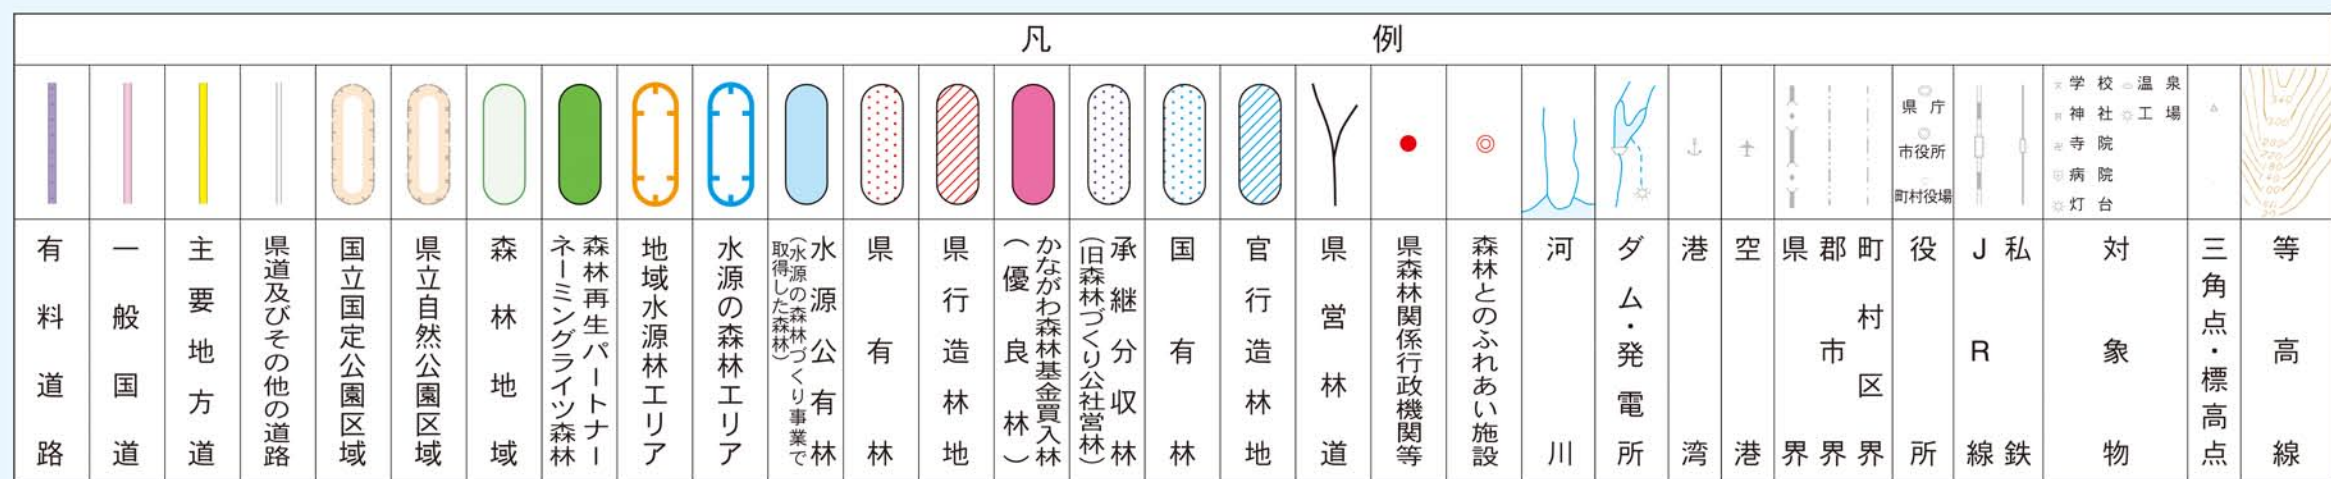 凡例
有料道路
一般国道
主要地方道
県道及びその他の道路
国立国定公園区域
県立自然公園区域
森林地域
森林再生パートナー
ネーミングライツ森林
地域水源林エリア
水源の森林エリア
水源公有林
(水源の森林づくり事業で
取得した森林)
県有林
県行造林地
かながわ森林基金買入林
(優良林)
承継分収林
(旧森林づくり公社営林)
国有林
官行造林地
県営林道
県森林関係行政機関等
森林とのふれあい施設
河川
ダム・発電所
港湾
空港
県界
郡市界
町村区界
県庁
市役所
町村役場
役所
JR線
私鉄
学校 温泉
神社 工場
寺院
病院
灯台
対象物
三角点・標高点
等高線